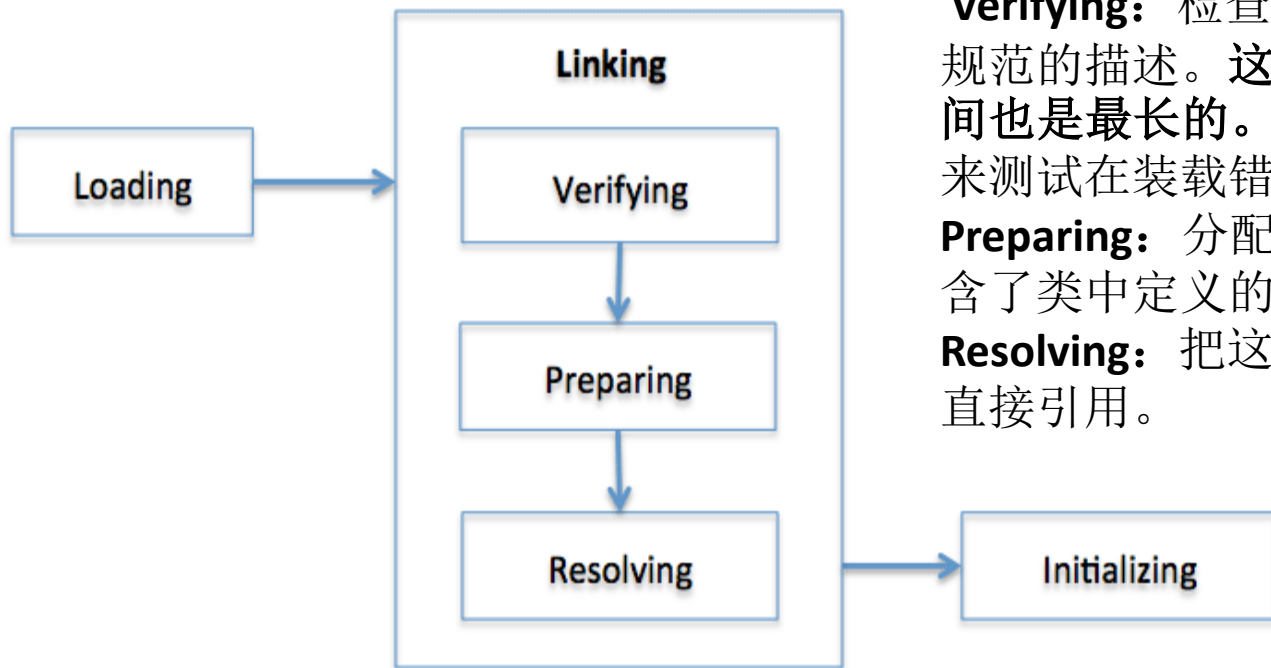 Linking
Loading
Verifying
Preparing
Resolving
Initializing
Verifying：检查
规范的描述。这
间也是最长的。
来测试在装载错
Preparing：分配
含了类中定义的
Resolving：把这
直接引用。